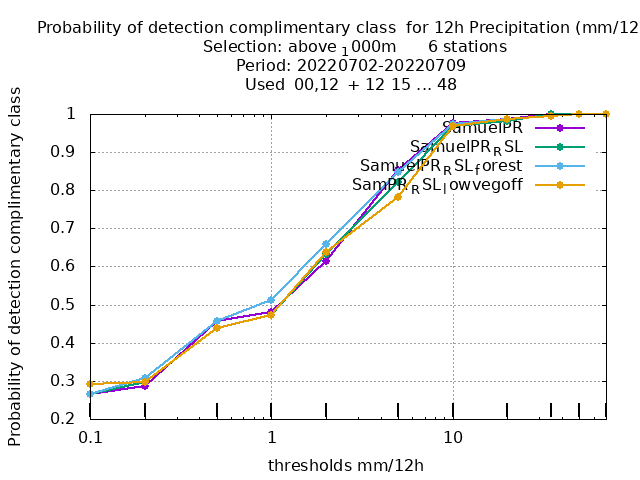 Probability of detection complimentary class  for 12h Precipitation (mm/12
Selection: above ₁000m      6 stations
Period: 20220702-20220709
Used  00,12  + 12 15 ... 48
Probability of detection complimentary class
1
0.9
0.8
0.7
0.6
0.5
0.4
0.3
0.2
SamuelPR
SamuelPR_RSL
SamuelPR_RSL_forest
SamPR_RSL_lowvegoff
0.1
1
10
thresholds mm/12h